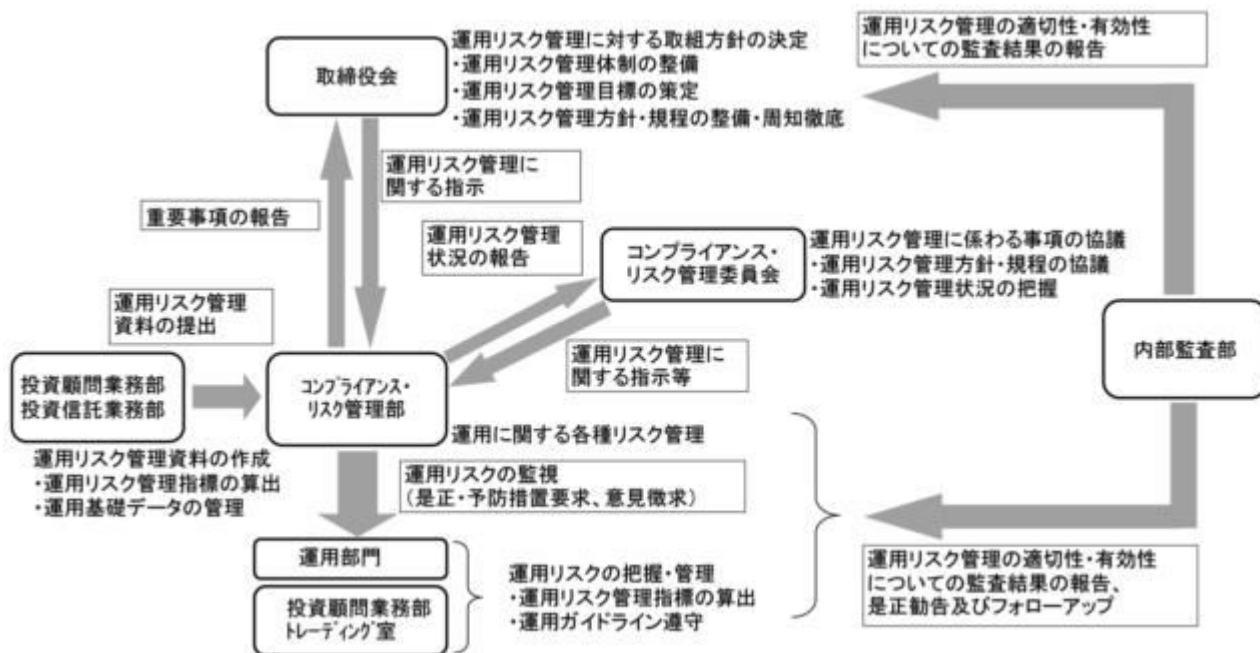 運用リスク管理に対する取組方針の決定
・運用リスク管理体制の整備
・運用リスク管理目標の策定
・運用リスク管理方針・規程の整備・周知徹底
取締役会
運用リスク管理の適切性・有効性
についての監査結果の報告
運用リスク管理に
関する指示
重要事項の報告
運用リスク管理
状況の報告
コンプライアンス・
リスク管理委員会
運用リスク管理に係わる事項の協議
・運用リスク管理方針・規程の協議
・運用リスク管理状況の把握
運用リスク管理
資料の提出
運用リスク管理に
関する指示等
内部監査部
投資顧問業務部
投資信託業務部
コンプライアンス・
リスク管理部
運用に関する各種リスク管理
運用リスク管理資料の作成
・運用リスク管理指標の算出
・運用基礎データの管理
運用リスクの監視
（是正・予防措置要求、意見徴求）
運用部門
投資顧問業務部
トレーディング室
運用リスクの把握・管理
・運用リスク管理指標の算出
・運用ガイドライン遵守
運用リスク管理の適切性・有効性
についての監査結果の報告、
是正勧告及びフォローアップ